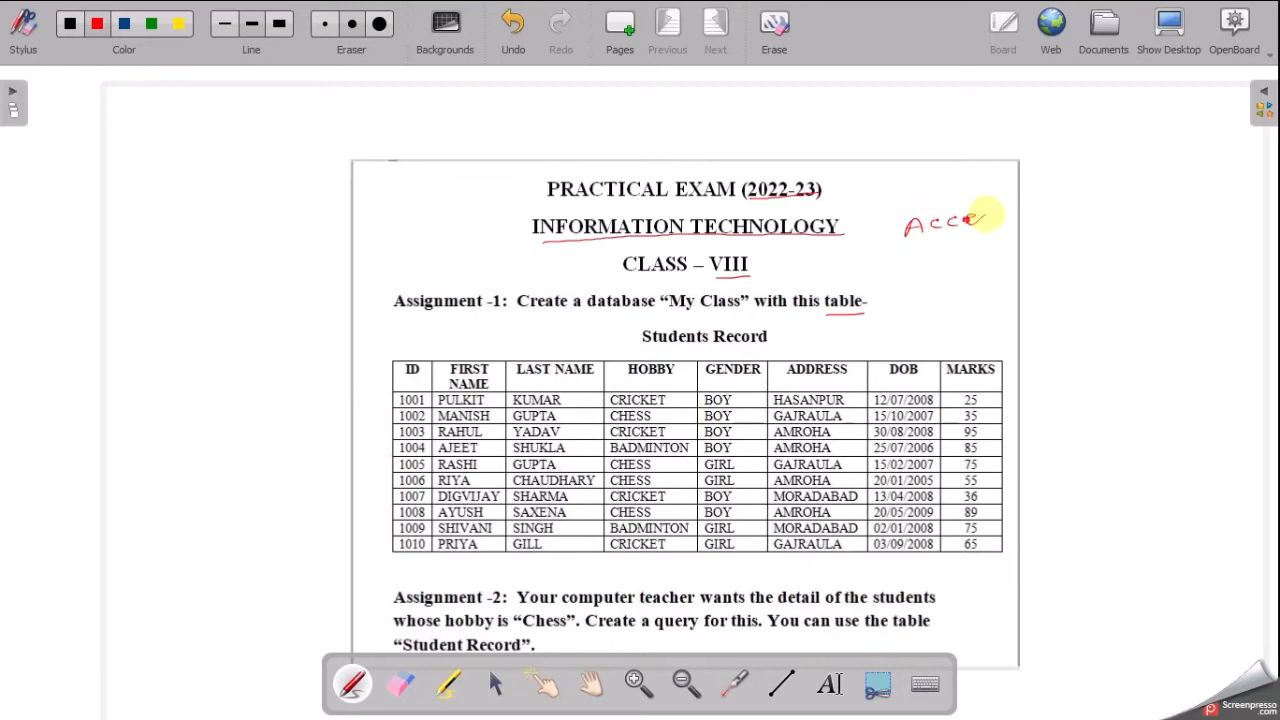 Stylus Color Line Eraser Backgrounds Undo Redo Pages Previous Next Erase Board Web Documents Show Desktop OpenBoard
PRACTICAL EXAM (2022-23)
INFORMATION TECHNOLOGY
ACCE
CLASS – VIII
Assignment -1: Create a database “My Class” with this table-
Students Record
ID FIRST NAME LAST NAME HOBBY GENDER ADDRESS DOB MARKS
1001 PULKIT KUMAR CRICKET BOY HASANPUR 12/07/2008 25
1002 MANISH GUPTA CHESS BOY GAJRAULA 15/10/2007 35
1003 RAHUL YADAV CRICKET BOY AMROHA 30/08/2008 95
1004 AJEET SHUKLA BADMINTON BOY AMROHA 25/07/2006 85
1005 RASHI GUPTA CHESS GIRL GAJRAULA 15/02/2007 75
1006 RIYA CHAUDHARY CHESS GIRL AMROHA 20/01/2005 55
1007 DIGVIJAY SHARMA CRICKET BOY MORADABAD 13/04/2008 36
1008 AYUSH SAXENA CHESS BOY AMROHA 20/05/2009 89
1009 SHIVANI SINGH BADMINTON GIRL MORADABAD 02/01/2008 75
1010 PRIYA GILL CRICKET GIRL GAJRAULA 03/09/2008 65
Assignment -2: Your computer teacher wants the detail of the students
whose hobby is “Chess”. Create a query for this. You can use the table
“Student Record”.
Screenpresso
.com